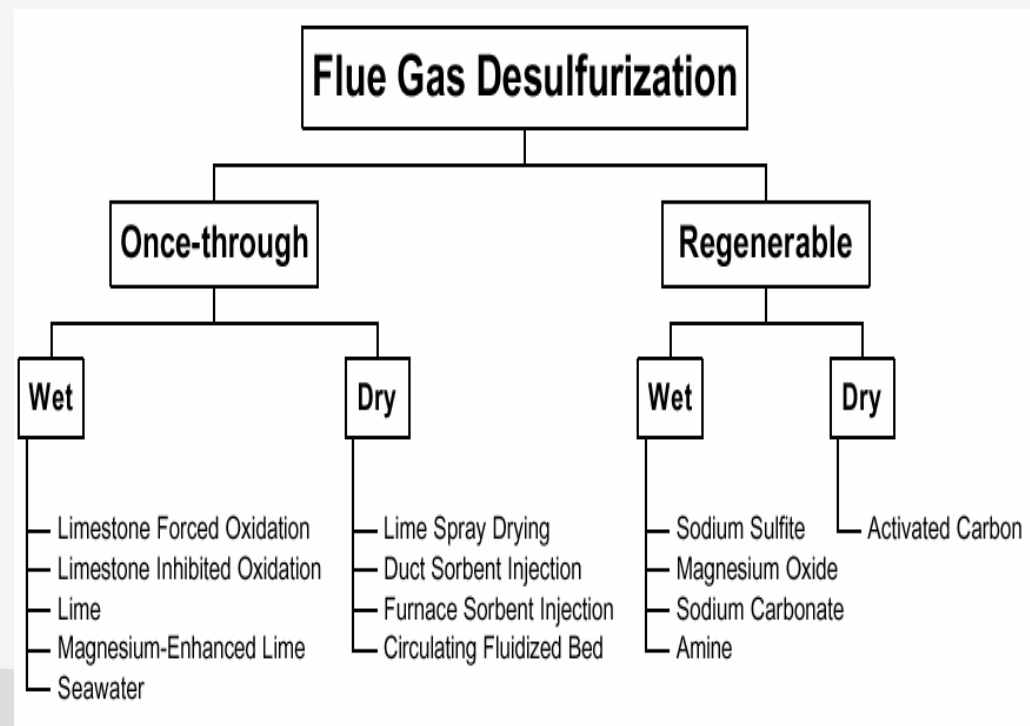 Flue Gas Desulfurization
Once-through
Regenerable
Wet
Dry
Wet
Dry
Limestone Forced Oxidation
Limestone Inhibited Oxidation
Lime
Magnesium-Enhanced Lime
Seawater
Lime Spray Drying
Duct Sorbent Injection
Furnace Sorbent Injection
Circulating Fluidized Bed
Sodium Sulfite
Magnesium Oxide
Sodium Carbonate
Amine
Activated Carbon